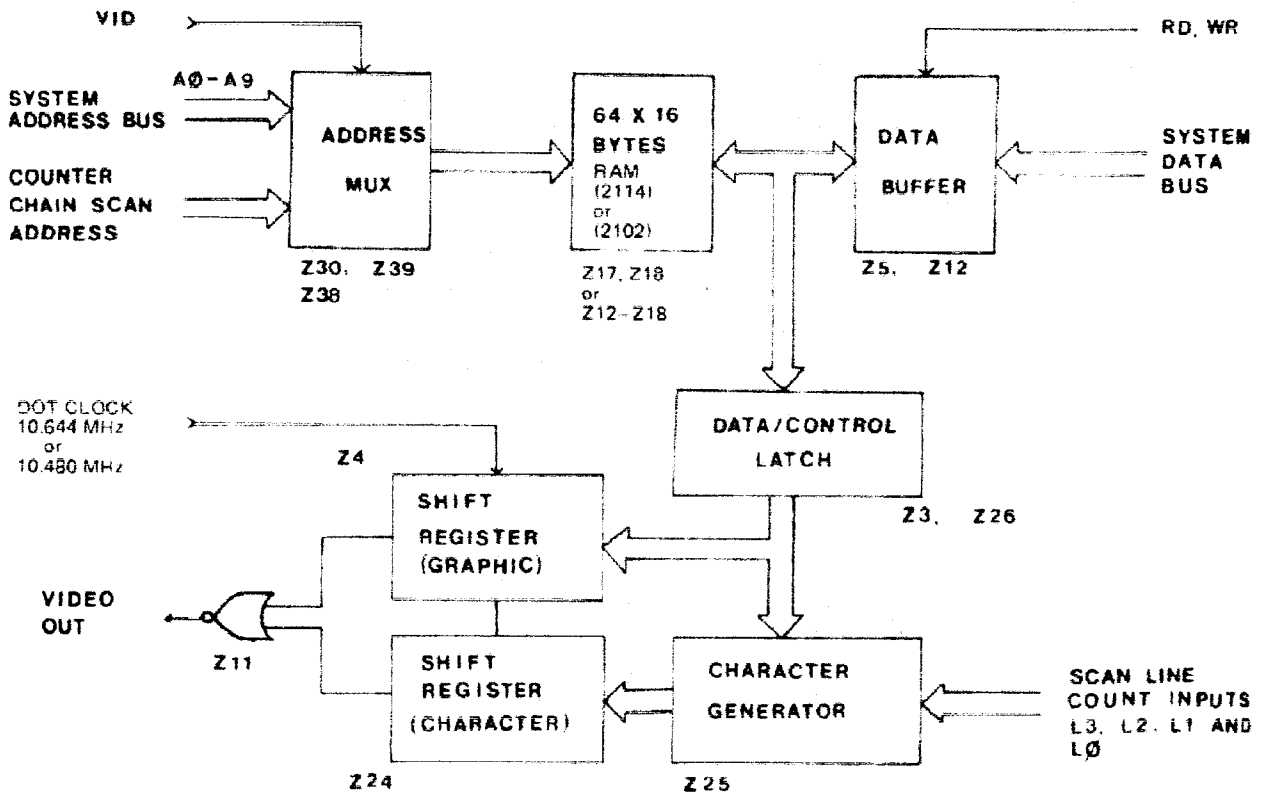 VID
RD, WR
AØ-A9
SYSTEM
ADDRESS BUS
COUNTER
CHAIN SCAN
ADDRESS
ADDRESS
MUX
Z30, Z39
Z38
64 X 16
BYTES
RAM
(2114)
or
(2102)
Z17, Z18
or
Z12-Z18
DATA
BUFFER
Z5, Z12
SYSTEM
DATA
BUS
DOT CLOCK
10.644 MHz
or
10.480 MHz
Z4
DATA/CONTROL
LATCH
Z3, Z26
SHIFT
REGISTER
(GRAPHIC)
VIDEO
OUT
Z11
SHIFT
REGISTER
(CHARACTER)
Z24
CHARACTER
GENERATOR
Z25
SCAN LINE
COUNT INPUTS
L3, L2, L1 AND
LØ